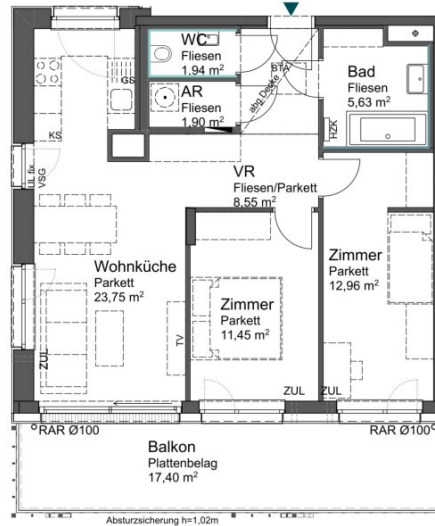 WC
Fliesen
1.94 m²
AR
Fliesen
1.90 m²
GS
KS
BTA
abg.Decke
Bad
Fliesen
5,63 m²
HZK
UL fix
VSG
VR
Fliesen/Parkett
8.55 m²
Wohnküche
Parkett
23,75 m²
TV
ZUL
Zimmer
Parkett
11,45 m²
ZUL
Zimmer
Parkett
12,96 m²
ZUL
RAR Ø100
RAR Ø100
Balkon
Plattenbelag
17,40 m²
Absturzsicherung h=1,02m